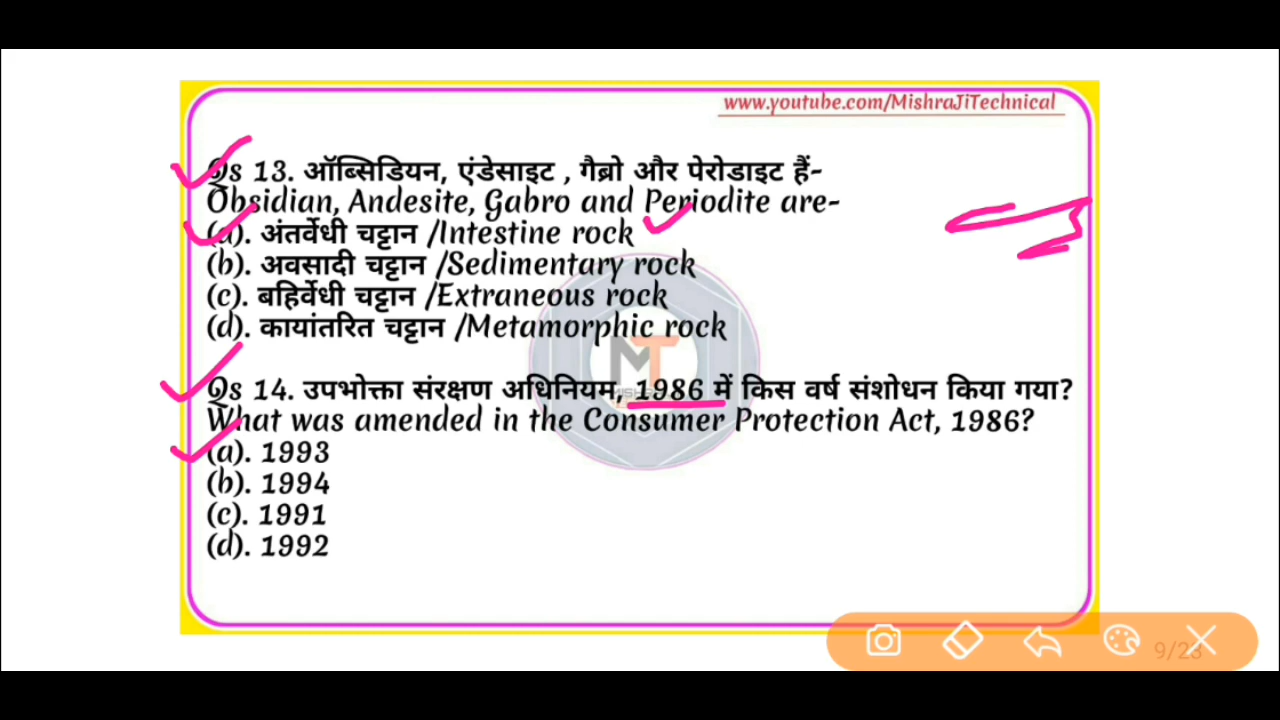 www.youtube.com/MishraJiTechnical
Qs 13. ऑब्सिडियन, एंडेसाइट , गैब्रो और पेरोडाइट हैं-
Obsidian, Andesite, Gabro and Periodite are-
(a). अंतर्वेधी चट्टान /Intestine rock
(b). अवसादी चट्टान /Sedimentary rock
(c). बहिर्वेधी चट्टान /Extraneous rock
(d). कायांतरित चट्टान /Metamorphic rock
Qs 14. उपभोक्ता संरक्षण अधिनियम, 1986 में किस वर्ष संशोधन किया गया?
What was amended in the Consumer Protection Act, 1986?
(a). 1993
(b). 1994
(c). 1991
(d). 1992
9/23